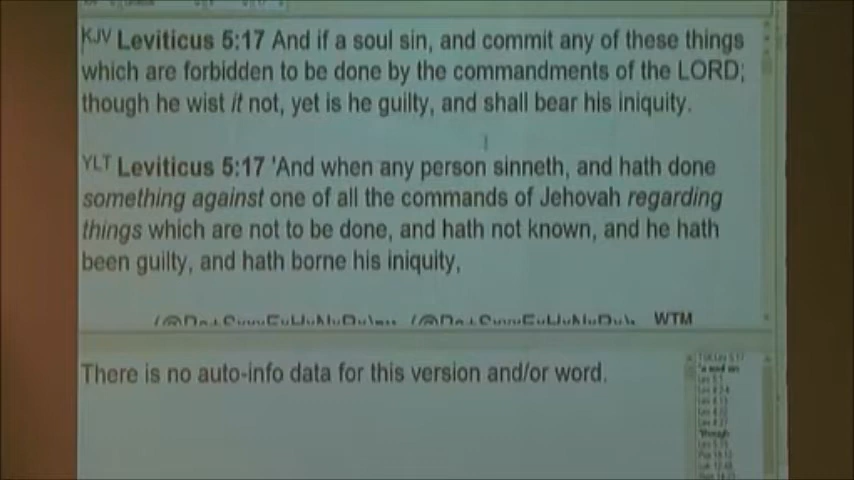 KJV Leviticus 5:17 And if a soul sin, and commit any of these things
which are forbidden to be done by the commandments of the LORD;
though he wist it not, yet is he guilty, and shall bear his iniquity.
YLT Leviticus 5:17 'And when any person sinneth, and hath done
something against one of all the commands of Jehovah regarding
things which are not to be done, and hath not known, and he hath
been guilty, and hath borne his iniquity,
WTM
There is no auto-info data for this version and/or word.